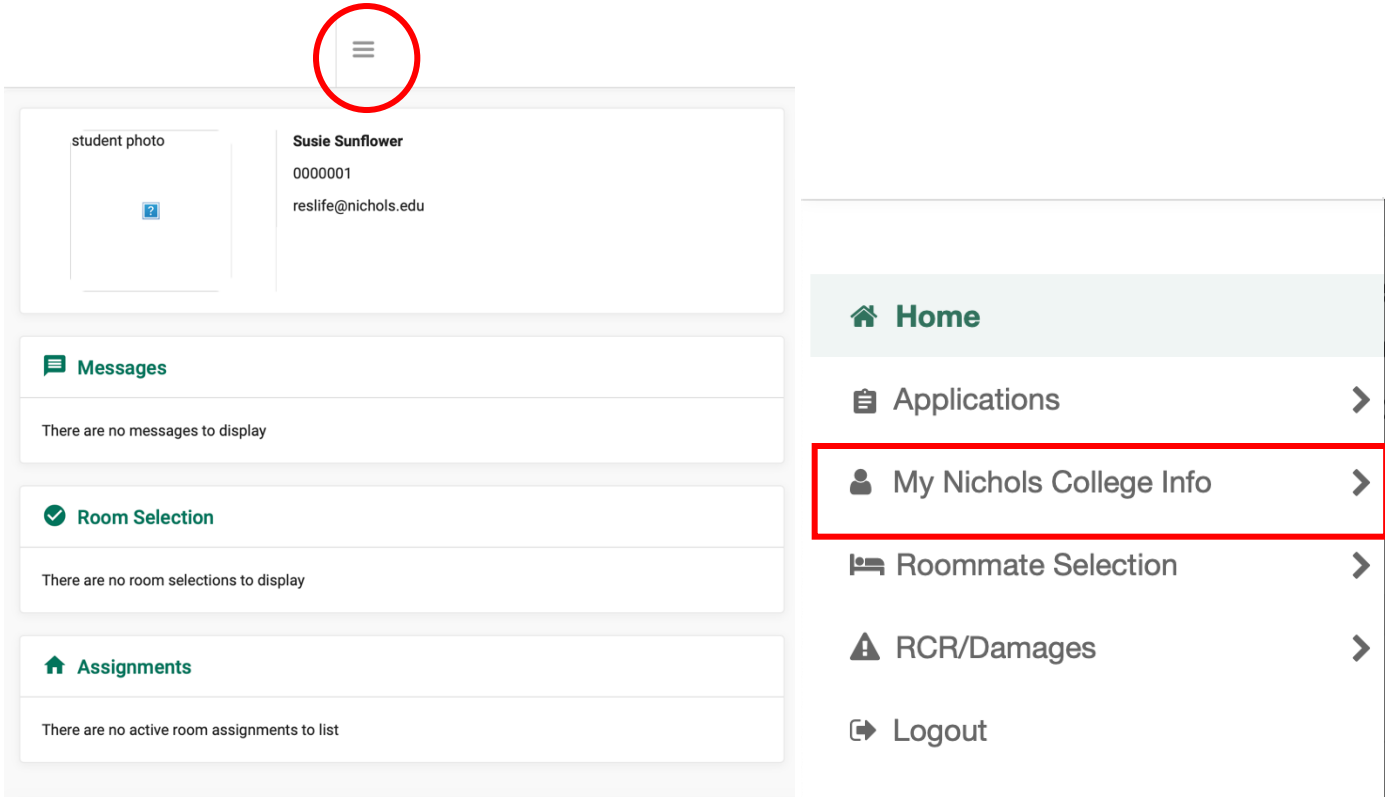 student photo
Susie Sunflower
0000001
reslife@nichols.edu
Messages
There are no messages to display
Room Selection
There are no room selections to display
Assignments
There are no active room assignments to list
Home
Applications
My Nichols College Info
Roommate Selection
RCR/Damages
Logout